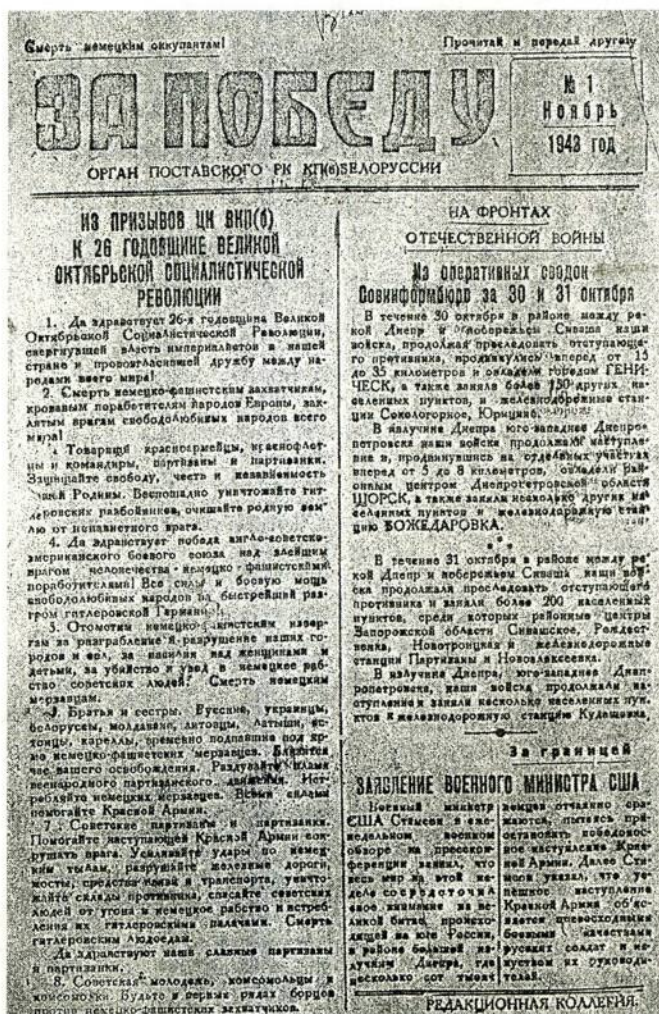 Смерть немецким оккупантам!
Прочитай и передай другому
ЗА ПОБЕДУ
№ 1
Ноябрь
1943 год
ОРГАН ПОСТАВСКОГО РК КП(б)БЕЛОРУССИИ
ИЗ ПРИЗЫВОВ ЦК ВКП(б)
К 26 ГОДОВЩИНЕ ВЕЛИКОЙ
ОКТЯБРЬСКОЙ СОЦИАЛИСТИЧЕСКОЙ
РЕВОЛЮЦИИ
1. Да здравствует 26-я годовщина Великой
Октябрьской Социалистической Революции,
свергнувшей власть империалистов в нашей
стране и провозгласившей дружбу между на-
родами всего мира!
2. Смерть немецко-фашистским захватчикам,
кровавым поработителям народов Европы, зак-
лятым врагам свободолюбивых народов всего
мира!
Товарищи красноармейцы, краснофлот-
цы и командиры, партизаны и партизанки.
Защищайте свободу, честь и независимость
нашей Родины. Беспощадно уничтожайте гит-
леровских разбойников, очищайте родную зем-
лю от ненавистного врага.
4. Да здравствует победа англо-советско-
американского боевого союза над злейшим
врагом человечества - немецко-фашистскими
поработителями! Все силы и боевую мощь
свободолюбивых народов на быстрейший раз-
гром гитлеровской Германии!
5. Отомстим немецко-фашистским извер-
гам за разграбление и разрушение наших го-
родов и сел, за насилия над женщинами и
детьми, за убийство и увод в немецкое раб-
ство советских людей! Смерть немецким
мерзавцам.
Братья и сестры. Русские, украинцы,
белорусы, молдаване, литовцы, латыши, эс-
тонцы, карелы, временно подпавшие под яр-
мо немецко-фашистских мерзавцев. Близится
час вашего освобождения. Раздувайте пламя
всенародного партизанского движения. Ист-
ребляйте немецких мерзавцев. Всеми силами
помогайте Красной Армии.
7. Советские партизаны и партизанки.
Помогайте наступающей Красной Армии сок-
рушать врага. Усиливайте удары по немец-
ким тылам, разрушайте железные дороги,
мосты, средства связи и транспорта, уничто-
жайте склады противника, спасайте советских
людей от угона в немецкое рабство и истреб-
ления их гитлеровскими палачами. Смерть
гитлеровским людоедам.
Да здравствуют наши славные партизаны
и партизанки.
8. Советская молодежь, комсомольцы и
комсомолки. Будьте в первых рядах борцов
против немецко-фашистских захватчиков.
НА ФРОНТАХ
ОТЕЧЕСТВЕННОЙ ВОЙНЫ
Из оперативных сводок
Совинформбюро за 30 и 31 октября
В течение 30 октября в районе между ре-
кой Днепр и побережьем Сиваша наши
войска, продолжая преследовать отступающе-
го противника, продвинулись вперед от 15
до 35 километров и овладели городом ГЕНИ-
ЧЕСК, а также заняли более 150 других на-
селенных пунктов, и железнодорожные стан-
ции Сокологорное, Юрицыно.
В излучине Днепра юго-западнее Днепро-
петровска наши войска продолжали наступле-
ние и, продвинувшись на отдельных участках
вперед от 5 до 8 километров, овладели рай-
онным центром Днепропетровской области
ЩОРСК, а также заняли несколько других на-
селенных пунктов и железнодорожную стан-
цию БОЖЕДАРОВКА.
В течение 31 октября в районе между ре-
кой Днепр и побережьем Сиваша наши вой-
ска продолжали преследовать отступающего
противника и заняли более 200 населенных
пунктов, среди которых районные центры
Запорожской области Сивашское, Рождест-
венка, Новотроицкая и железнодорожные
станции Партизаны и Новоалексеевка.
В излучине Днепра, юго-западнее Днеп-
ропетровска, наши войска продолжали на-
ступление и заняли несколько населенных пун-
ктов и железнодорожную станцию Кудашевка.
За границей
ЗАЯВЛЕНИЕ ВОЕННОГО МИНИСТРА США
Военный министр
США Стимсон в еже-
недельном военном
обзоре на прессион-
ференции заявил, что
весь мир на этой не-
деле сосредоточил
свое внимание на ве-
ликой битве, происхо-
дящей на юге России,
в районе большой из-
лучины Днепра, где
несколько сот тысяч
немцев отчаянно сра-
жаются, пытаясь при-
остановить победонос-
ное наступление Крас-
ной Армии. Далее Сти-
мсон указал, что ус-
пешное наступление
Красной Армии об'яс-
няется превосходными
боевыми качествами
русских солдат и ис-
кусством их руководи-
телей.
РЕДАКЦИОННАЯ КОЛЛЕГИЯ.